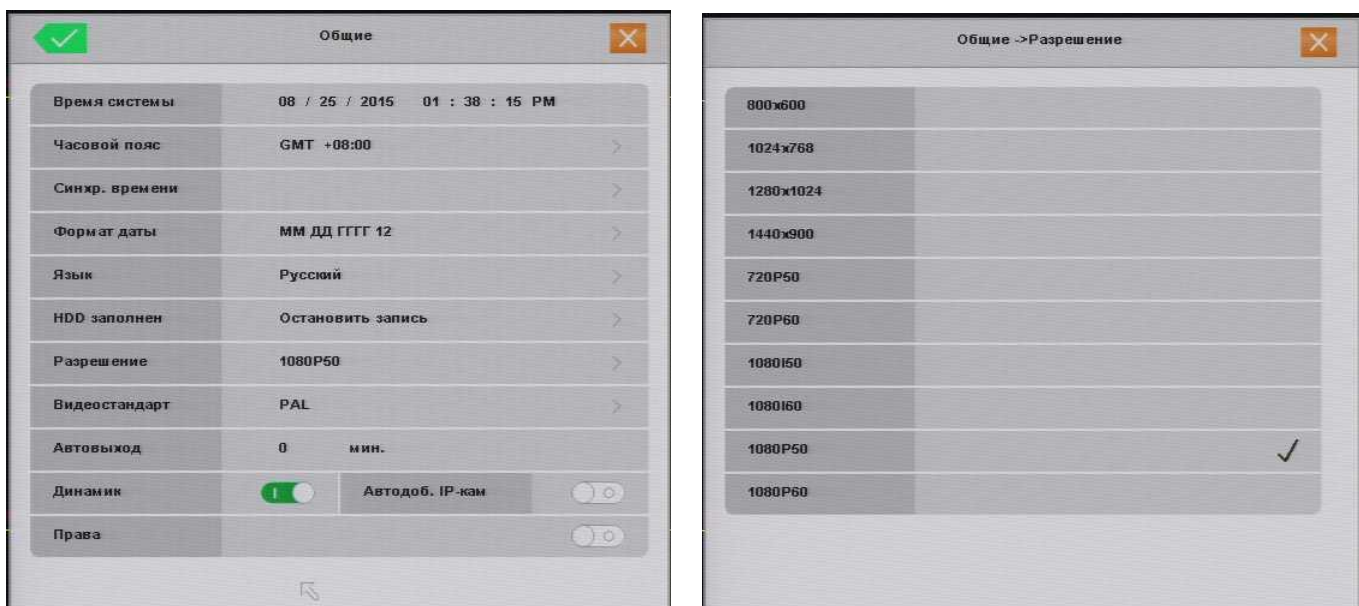 Общие
Время системы 08 / 25 / 2015 01 : 38 : 15 PM
Часовой пояс GMT +08:00
Синхр. времени
Формат даты ММ ДД ГГГГ 12
Язык Русский
HDD заполнен Остановить запись
Разрешение 1080P50
Видеостандарт PAL
Автовыход 0 мин.
Динамик Автодоб. IP-кам
Права
Общие ->Разрешение
800x600
1024x768
1280x1024
1440x900
720P50
720P60
1080I50
1080I60
1080P50
1080P60